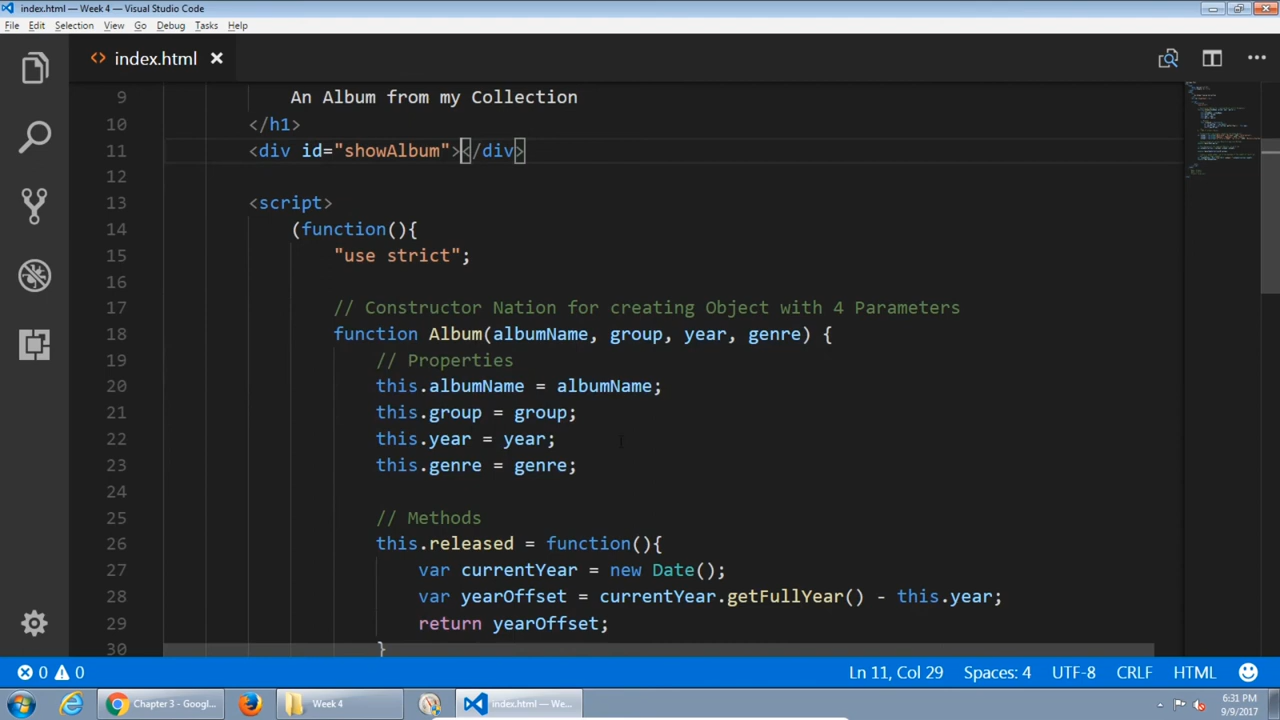 index.html — Week 4 — Visual Studio Code
File Edit Selection View Go Debug Tasks Help
index.html
9 An Album from my Collection
10 </h1>
11 <div id="showAlbum"></div>
12
13 <script>
14 (function(){
15 "use strict";
16
17 // Constructor Nation for creating Object with 4 Parameters
18 function Album(albumName, group, year, genre) {
19 // Properties
20 this.albumName = albumName;
21 this.group = group;
22 this.year = year;
23 this.genre = genre;
24
25 // Methods
26 this.released = function(){
27 var currentYear = new Date();
28 var yearOffset = currentYear.getFullYear() - this.year;
29 return yearOffset;
30 }
0 0 Ln 11, Col 29 Spaces: 4 UTF-8 CRLF HTML
Chapter 3 - Googl... Week 4 index.html — We... 6:31 PM
9/9/2017